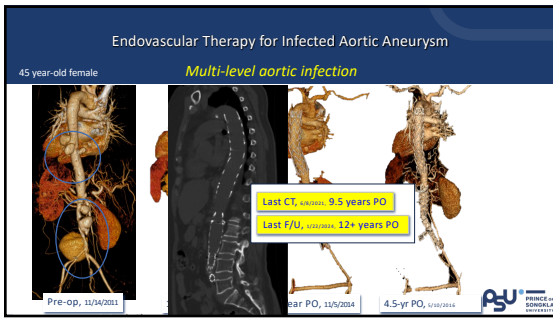 Endovascular Therapy for Infected Aortic Aneurysm
45 year-old female
Multi-level aortic infection
Last CT, 6/8/2021, 9.5 years PO
Last F/U, 1/22/2024, 12+ years PO
Pre-op, 11/14/2011
ear PO, 11/5/2014
4.5-yr PO, 5/10/2016
PSU
PRINCE OF
SONGKLA
UNIVERSITY